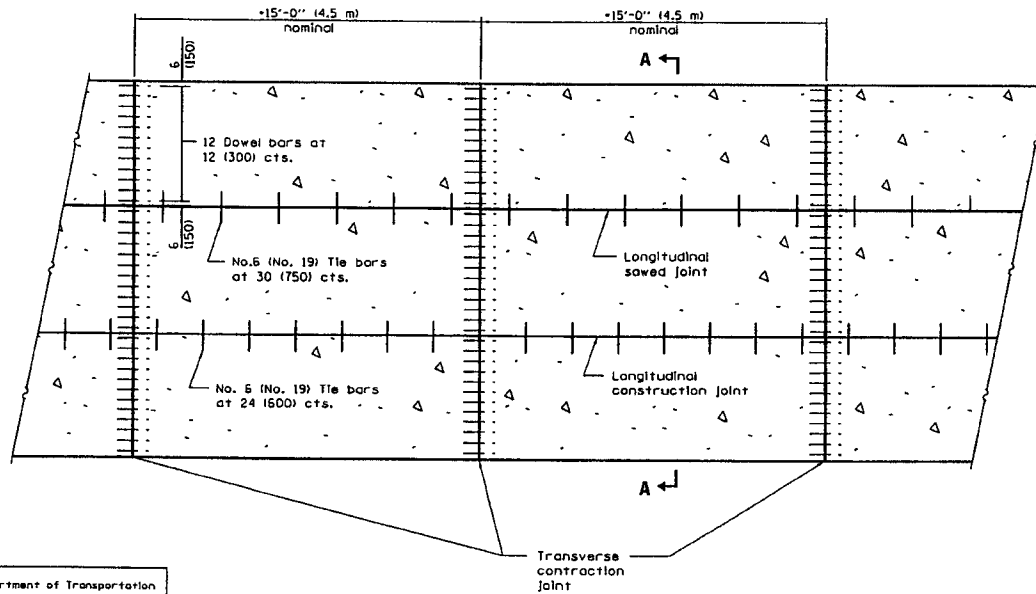 •15'-0" (4.5 m)
nominal
•15'-0" (4.5 m)
nominal
6
(150)
A
12 Dowel bars at
12 (300) cts.
6
(150)
No.6 (No. 19) Tie bars
at 30 (750) cts.
Longitudinal
sawed joint
No. 6 (No. 19) Tie bars
at 24 (600) cts.
Longitudinal
construction joint
A
Transverse
contraction
joint
rtment of Transportation